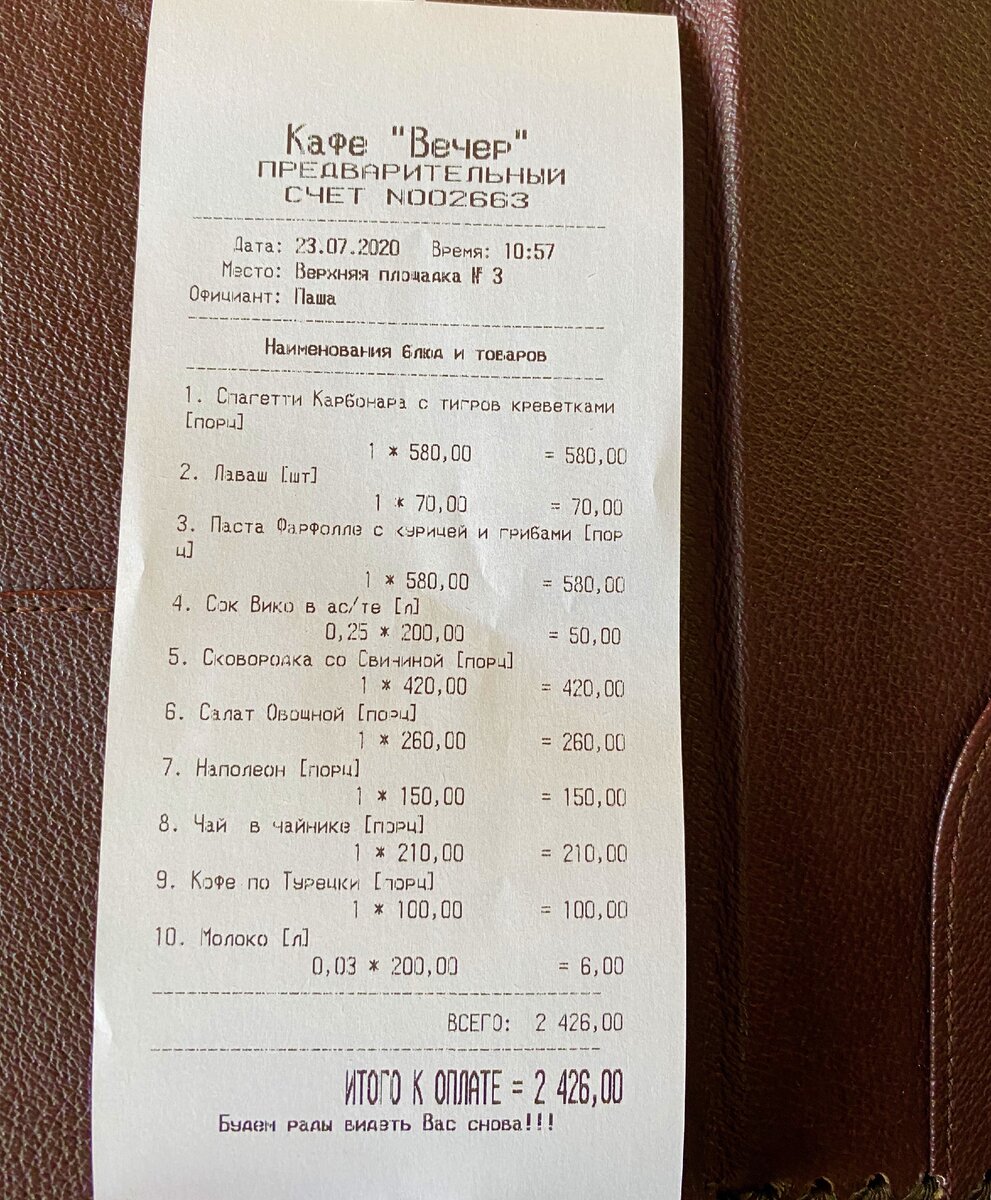 Кафе "Вечер"
ПРЕДВАРИТЕЛЬНЫЙ
СЧЕТ N002663
Дата: 23.07.2020 Время: 10:57
Место: Верхняя площадка № 3
Официант: Паша
Наименования блюд и товаров
1. Спагетти Карбонара с тигров креветками
[порц]
1 * 580,00 = 580,00
2. Лаваш [шт]
1 * 70,00 = 70,00
3. Паста Фарфолле с курицей и грибами [пор
ц]
1 * 580,00 = 580,00
4. Сок Вико в ас/те [л]
0,25 * 200,00 = 50,00
5. Сковородка со Свининой [порц]
1 * 420,00 = 420,00
6. Салат Овощной [порц]
1 * 260,00 = 260,00
7. Наполеон [порц]
1 * 150,00 = 150,00
8. Чай в чайнике [порц]
1 * 210,00 = 210,00
9. Кофе по Турецки [порц]
1 * 100,00 = 100,00
10. Молоко [л]
0,03 * 200,00 = 6,00
ВСЕГО: 2 426,00
ИТОГО К ОПЛАТЕ = 2 426,00
Будем рады видеть Вас снова!!!